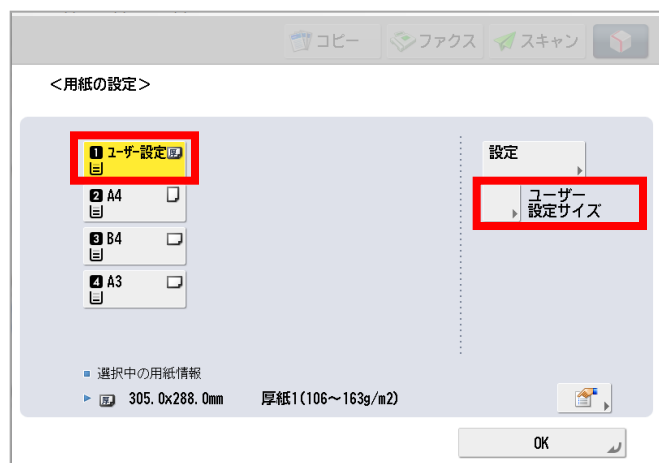 コピー ファクス スキャン
<用紙の設定>
1 ユーザー設定
2 A4
3 B4
4 A3
設定
ユーザー
設定サイズ
選択中の用紙情報
305.0x288.0mm 厚紙1(106~163g/m2)
OK